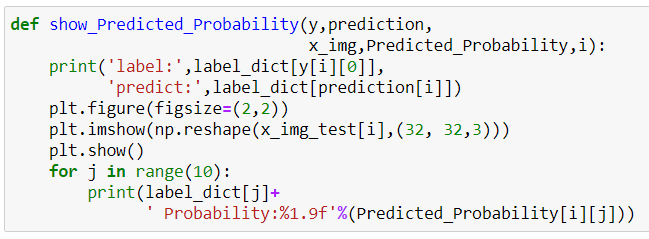 def show_Predicted_Probability(y,prediction,
                               x_img,Predicted_Probability,i):
    print('label:',label_dict[y[i][0]],
          'predict:',label_dict[prediction[i]])
    plt.figure(figsize=(2,2))
    plt.imshow(np.reshape(x_img_test[i],(32, 32,3)))
    plt.show()
    for j in range(10):
        print(label_dict[j]+
              ' Probability:%1.9f'%(Predicted_Probability[i][j]))